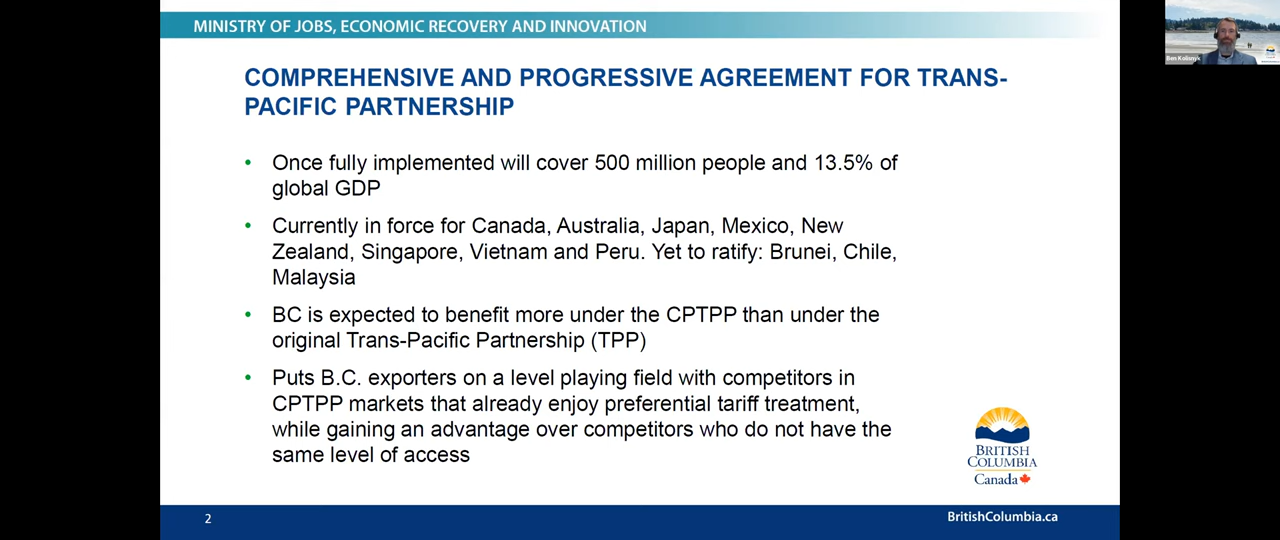 MINISTRY OF JOBS, ECONOMIC RECOVERY AND INNOVATION
COMPREHENSIVE AND PROGRESSIVE AGREEMENT FOR TRANS-
PACIFIC PARTNERSHIP
• Once fully implemented will cover 500 million people and 13.5% of
global GDP
• Currently in force for Canada, Australia, Japan, Mexico, New
Zealand, Singapore, Vietnam and Peru. Yet to ratify: Brunei, Chile,
Malaysia
• BC is expected to benefit more under the CPTPP than under the
original Trans-Pacific Partnership (TPP)
• Puts B.C. exporters on a level playing field with competitors in
CPTPP markets that already enjoy preferential tariff treatment,
while gaining an advantage over competitors who do not have the
same level of access
BRITISH
COLUMBIA
Canada
2
BritishColumbia.ca
Ben